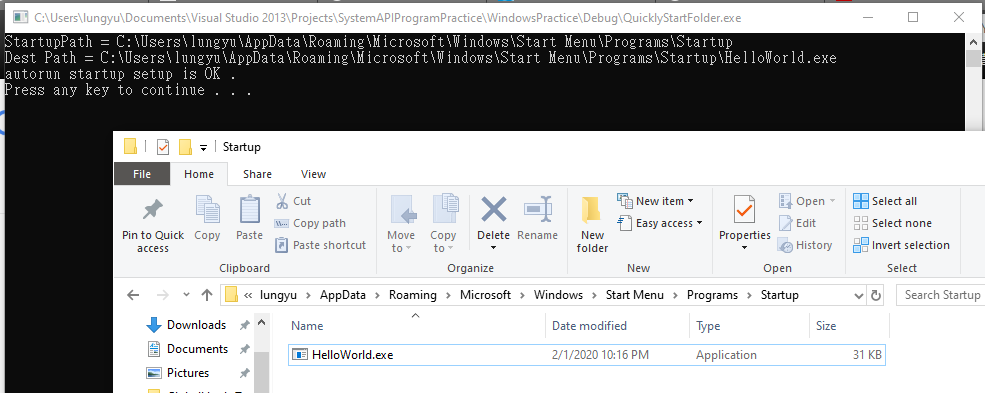 C:\Users\lungyu\Documents\Visual Studio 2013\Projects\SystemAPIProgramPractice\WindowsPractice\Debug\QuicklyStartFolder.exe
StartupPath = C:\Users\lungyu\AppData\Roaming\Microsoft\Windows\Start Menu\Programs\Startup
Dest Path = C:\Users\lungyu\AppData\Roaming\Microsoft\Windows\Start Menu\Programs\Startup\HelloWorld.exe
autorun startup setup is OK .
Press any key to continue . . .
Startup
File Home Share View
Pin to Quick access
Copy
Paste
Cut
Copy path
Paste shortcut
Clipboard
Move to
Copy to
Delete
Rename
Organize
New folder
New item
Easy access
New
Properties
Open
Edit
History
Open
Select all
Select none
Invert selection
Select
« lungyu > AppData > Roaming > Microsoft > Windows > Start Menu > Programs > Startup
Search Startup
Downloads
Documents
Pictures
Name Date modified Type Size
HelloWorld.exe 2/1/2020 10:16 PM Application 31 KB